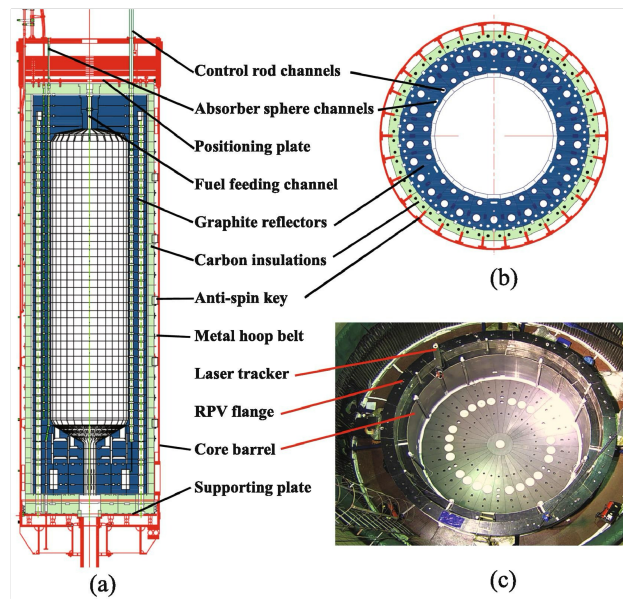 Control rod channels
Absorber sphere channels
Positioning plate
Fuel feeding channel
Graphite reflectors
Carbon insulations
Anti-spin key
Metal hoop belt
Laser tracker
RPV flange
Core barrel
Supporting plate
(a)
(b)
(c)